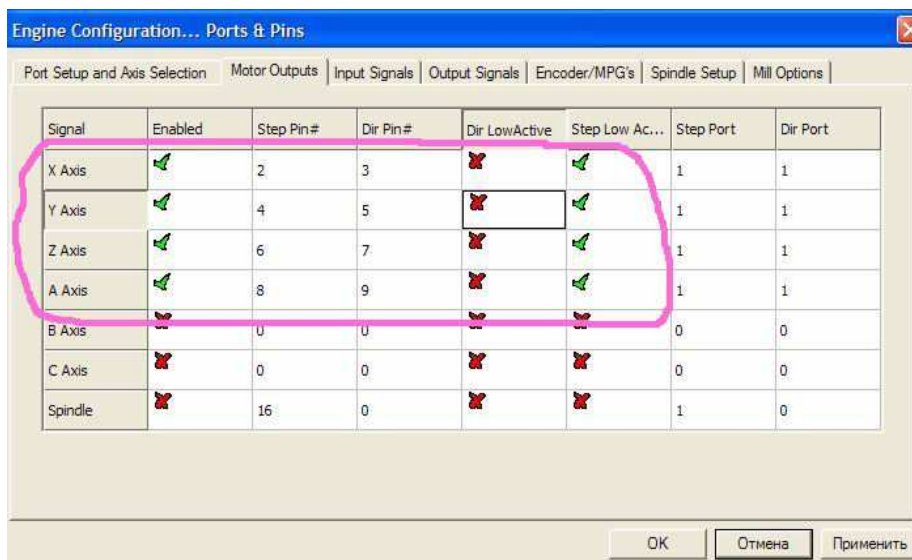 Engine Configuration... Ports & Pins
Port Setup and Axis Selection Motor Outputs Input Signals Output Signals Encoder/MPG's Spindle Setup Mill Options
Signal Enabled Step Pin# Dir Pin# Dir LowActive Step Low Ac... Step Port Dir Port
X Axis 2 3 1 1
Y Axis 4 5 1 1
Z Axis 6 7 1 1
A Axis 8 9 1 1
B Axis 0 0 0 0
C Axis 0 0 0 0
Spindle 16 0 1 0
OK Отмена Применить